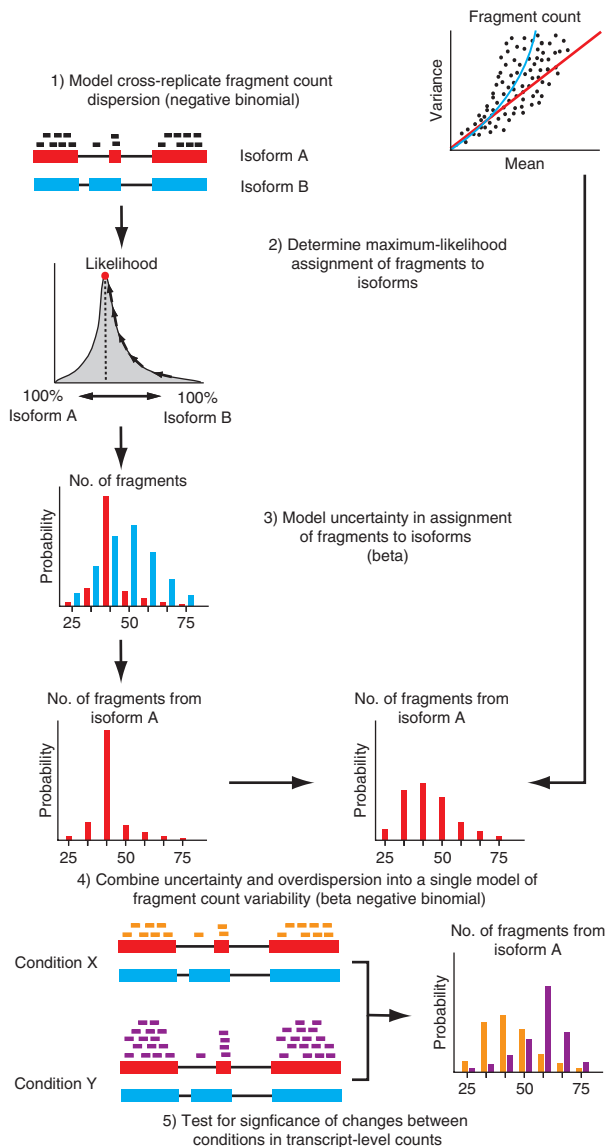 Fragment count
Variance
Mean
1) Model cross-replicate fragment count
dispersion (negative binomial)
Isoform A
Isoform B
2) Determine maximum-likelihood
assignment of fragments to
isoforms
Likelihood
100%
Isoform A
100%
Isoform B
No. of fragments
Probability
25 50 75
3) Model uncertainty in assignment
of fragments to isoforms
(beta)
No. of fragments from
isoform A
Probability
25 50 75
No. of fragments from
isoform A
Probability
25 50 75
4) Combine uncertainty and overdispersion into a single model of
fragment count variability (beta negative binomial)
Condition X
Condition Y
No. of fragments from
isoform A
Probability
25 50 75
5) Test for signficance of changes between
conditions in transcript-level counts